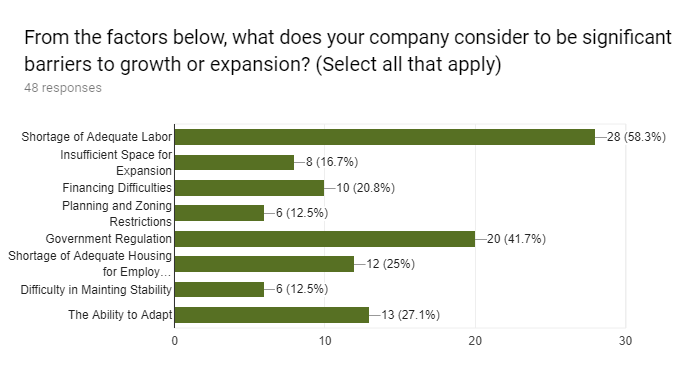 From the factors below, what does your company consider to be significant
barriers to growth or expansion? (Select all that apply)
48 responses
Shortage of Adequate Labor
28 (58.3%)
Insufficient Space for
Expansion
8 (16.7%)
Financing Difficulties
10 (20.8%)
Planning and Zoning
Restrictions
6 (12.5%)
Government Regulation
20 (41.7%)
Shortage of Adequate Housing
for Employ…
12 (25%)
Difficulty in Mainting Stability
6 (12.5%)
The Ability to Adapt
13 (27.1%)
0
10
20
30